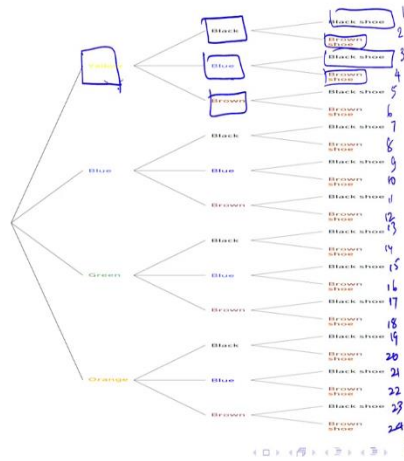 Black shoe 1
Black
Brown shoe 2
Black shoe 3
Yellow
Blue
Brown shoe 4
Black shoe 5
Brown
Brown shoe 6
Black shoe 7
Black
Brown shoe 8
Black shoe 9
Blue
Blue
Brown shoe 10
Black shoe 11
Brown
Brown shoe 12
Black shoe 13
Black
Brown shoe 14
Black shoe 15
Green
Blue
Brown shoe 16
Black shoe 17
Brown
Brown shoe 18
Black shoe 19
Black
Brown shoe 20
Black shoe 21
Orange
Blue
Brown shoe 22
Black shoe 23
Brown
Brown shoe 24